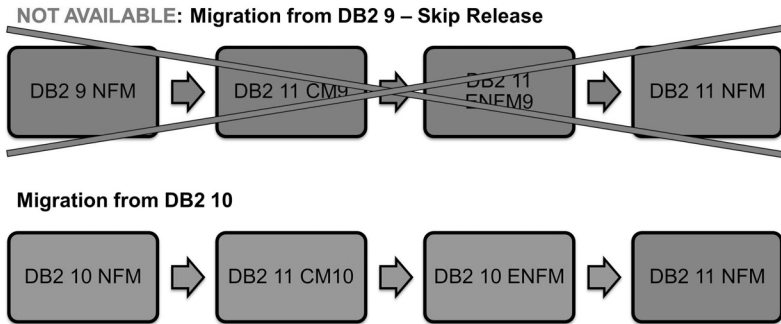 NOT AVAILABLE: Migration from DB2 9 – Skip Release
DB2 9 NFM
DB2 11 CM9
DB2 11
ENFM9
DB2 11 NFM
Migration from DB2 10
DB2 10 NFM
DB2 11 CM10
DB2 10 ENFM
DB2 11 NFM